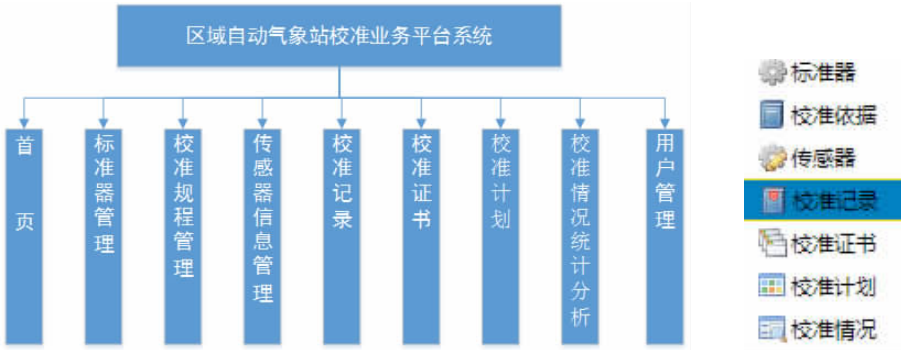 区域自动气象站校准业务平台系统
首页
标准器管理
校准规程管理
传感器信息管理
校准记录
校准证书
校准计划
校准情况统计分析
用户管理
标准器
校准依据
传感器
校准记录
校准证书
校准计划
校准情况